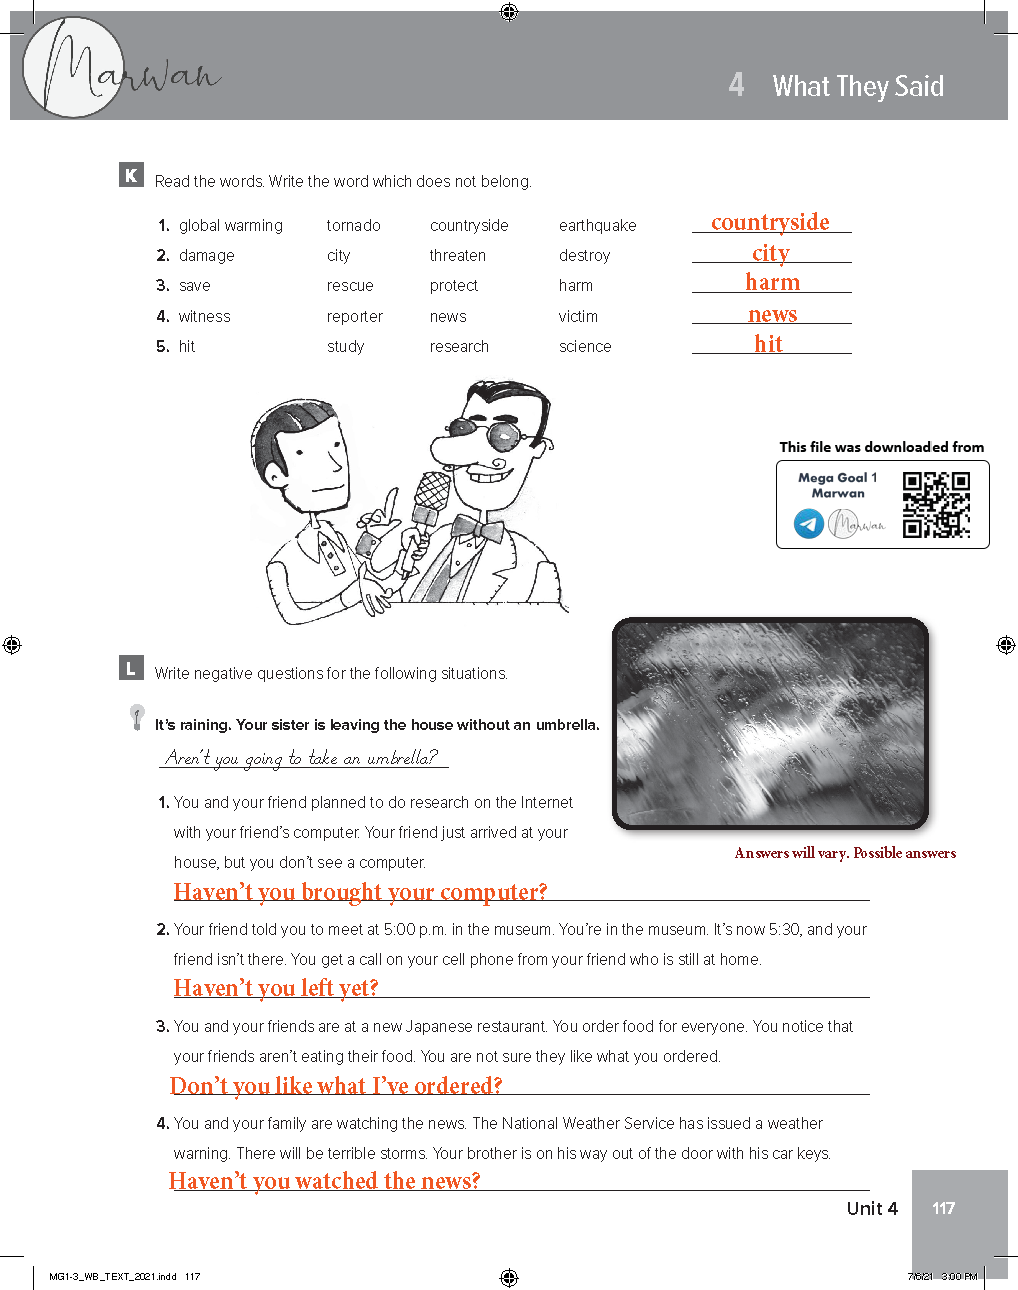 Marwan
4 What They Said
K Read the words. Write the word which does not belong.
1. global warming tornado countryside earthquake countryside
2. damage city threaten destroy city
3. save rescue protect harm harm
4. witness reporter news victim news
5. hit study research science hit
This file was downloaded from
Mega Goal 1
Marwan
Marwan
L Write negative questions for the following situations.
It's raining. Your sister is leaving the house without an umbrella.
Aren't you going to take an umbrella?
1. You and your friend planned to do research on the Internet
with your friend's computer. Your friend just arrived at your
house, but you don't see a computer.
Answers will vary. Possible answers
Haven't you brought your computer?
2. Your friend told you to meet at 5:00 p.m. in the museum. You're in the museum. It's now 5:30, and your
friend isn't there. You get a call on your cell phone from your friend who is still at home.
Haven't you left yet?
3. You and your friends are at a new Japanese restaurant. You order food for everyone. You notice that
your friends aren't eating their food. You are not sure they like what you ordered.
Don't you like what I've ordered?
4. You and your family are watching the news. The National Weather Service has issued a weather
warning. There will be terrible storms. Your brother is on his way out of the door with his car keys.
Haven't you watched the news?
Unit 4 117
MG1-3_WB_TEXT_2021.indd 117 7/6/21 3:00 PM